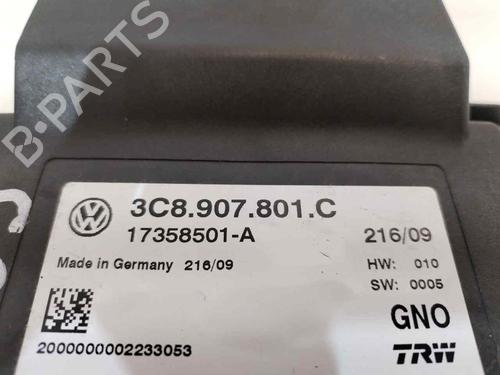 B-PARTS
3C8.907.801.C
17358501-A
216/09
Made in Germany 216/09
HW: 010
SW: 0005
GNO
2000000002233053
TRW